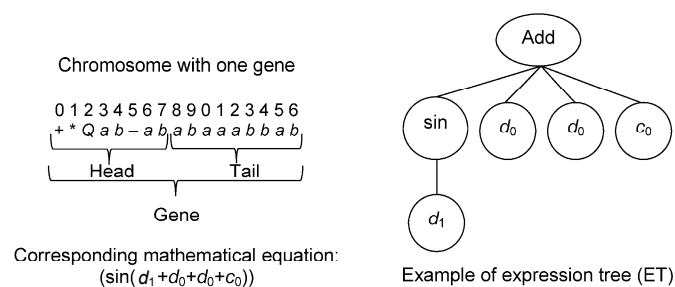 Chromosome with one gene
0 1 2 3 4 5 6 7 8 9 0 1 2 3 4 5 6
+ * Q a b – a b a b a a a b b a b
Head Tail
Gene
Corresponding mathematical equation:
(sin(d1+d0+d0+c0))
Add
sin d0 d0 c0
d1
Example of expression tree (ET)